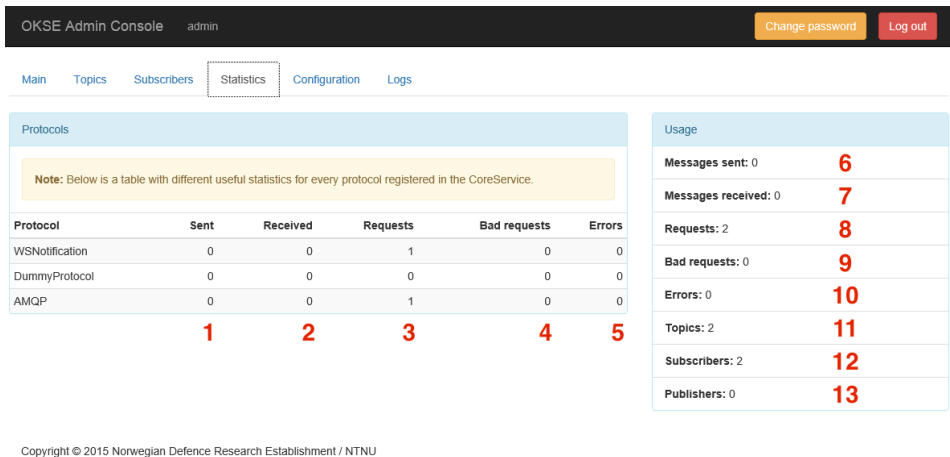 OKSE Admin Console admin Change password Log out
Main Topics Subscribers Statistics Configuration Logs
Protocols
Note: Below is a table with different useful statistics for every protocol registered in the CoreService.
Protocol Sent Received Requests Bad requests Errors
WSNotification 0 0 1 0 0
DummyProtocol 0 0 0 0 0
AMQP 0 0 1 0 0
1 2 3 4 5
Usage
Messages sent: 0 6
Messages received: 0 7
Requests: 2 8
Bad requests: 0 9
Errors: 0 10
Topics: 2 11
Subscribers: 2 12
Publishers: 0 13
Copyright © 2015 Norwegian Defence Research Establishment / NTNU